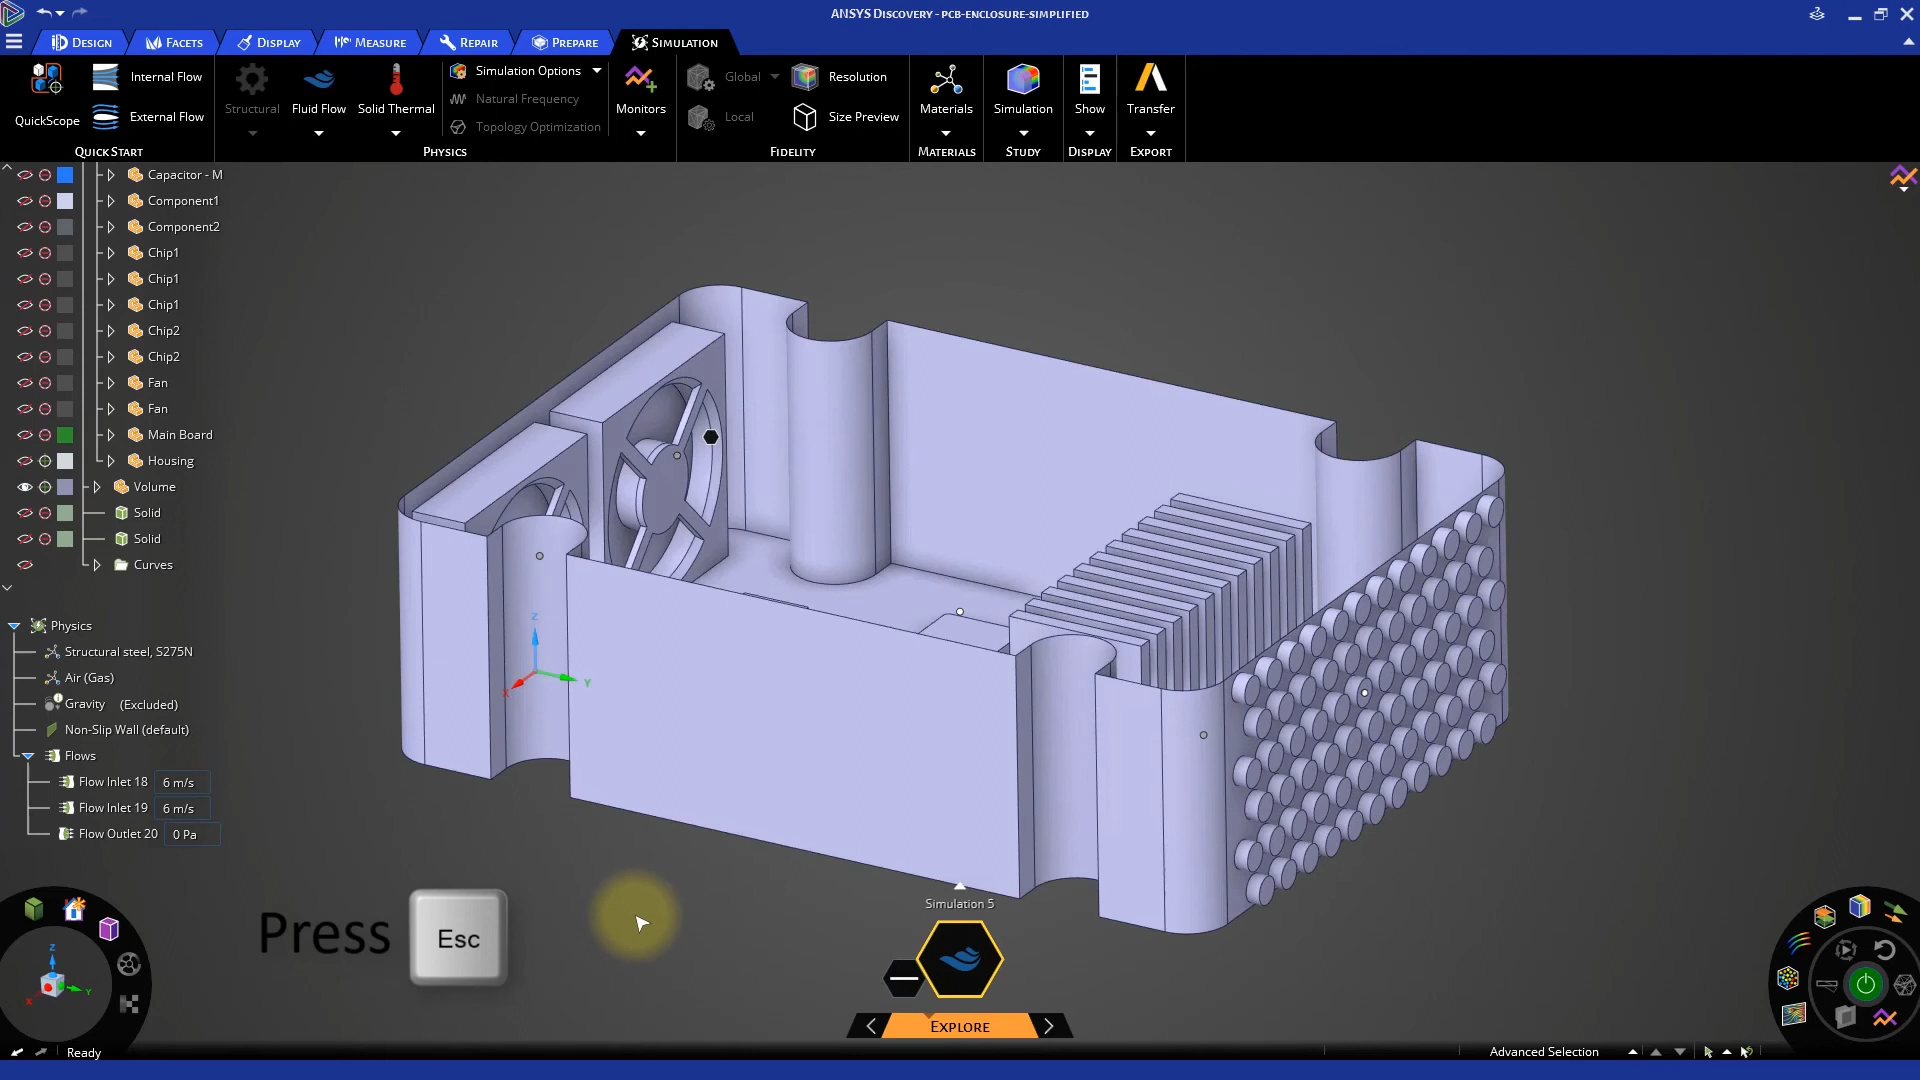 ANSYS Discovery - pcb-enclosure-simplified
Design
Facets
Display
Measure
Repair
Prepare
Simulation
QuickScope
Internal Flow
External Flow
Quick Start
Structural
Fluid Flow
Solid Thermal
Simulation Options
Natural Frequency
Topology Optimization
Physics
Monitors
Global
Local
Resolution
Size Preview
Fidelity
Materials
Materials
Simulation
Study
Show
Display
Transfer
Export
Capacitor - M
Component1
Component2
Chip1
Chip1
Chip1
Chip2
Chip2
Fan
Fan
Main Board
Housing
Volume
Solid
Solid
Curves
Physics
Structural steel, S275N
Air (Gas)
Gravity (Excluded)
Non-Slip Wall (default)
Flows
Flow Inlet 18 6 m/s
Flow Inlet 19 6 m/s
Flow Outlet 20 0 Pa
Z
X
Y
Press Esc
Simulation 5
Explore
Z
X
Y
Ready
Advanced Selection